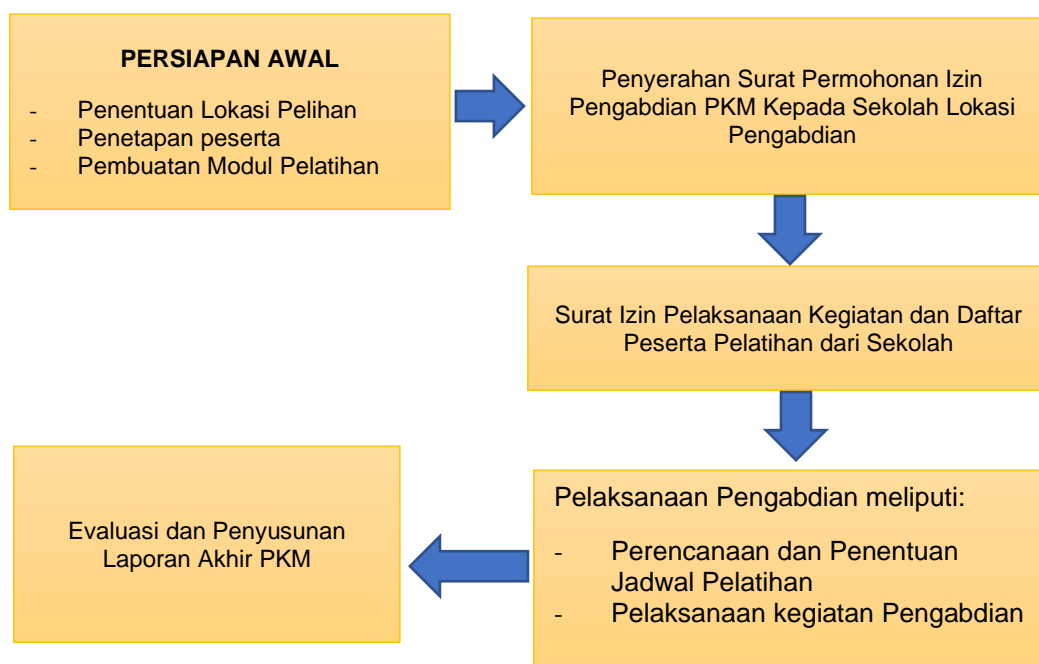 PERSIAPAN AWAL
- Penentuan Lokasi Pelihan
- Penetapan peserta
- Pembuatan Modul Pelatihan
Penyerahan Surat Permohonan Izin
Pengabdian PKM Kepada Sekolah Lokasi
Pengabdian
Surat Izin Pelaksanaan Kegiatan dan Daftar
Peserta Pelatihan dari Sekolah
Pelaksanaan Pengabdian meliputi:
- Perencanaan dan Penentuan
Jadwal Pelatihan
- Pelaksanaan kegiatan Pengabdian
Evaluasi dan Penyusunan
Laporan Akhir PKM